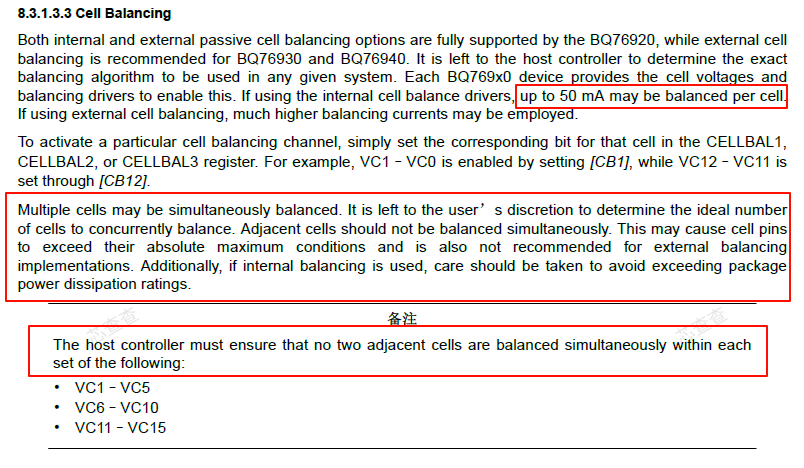 8.3.1.3.3 Cell Balancing
Both internal and external passive cell balancing options are fully supported by the BQ76920, while external cell
balancing is recommended for BQ76930 and BQ76940. It is left to the host controller to determine the exact
balancing algorithm to be used in any given system. Each BQ769x0 device provides the cell voltages and
balancing drivers to enable this. If using the internal cell balance drivers, up to 50 mA may be balanced per cell.
If using external cell balancing, much higher balancing currents may be employed.
To activate a particular cell balancing channel, simply set the corresponding bit for that cell in the CELLBAL1,
CELLBAL2, or CELLBAL3 register. For example, VC1 – VC0 is enabled by setting [CB1], while VC12 – VC11 is
set through [CB12].
Multiple cells may be simultaneously balanced. It is left to the user's discretion to determine the ideal number
of cells to concurrently balance. Adjacent cells should not be balanced simultaneously. This may cause cell pins
to exceed their absolute maximum conditions and is also not recommended for external balancing
implementations. Additionally, if internal balancing is used, care should be taken to avoid exceeding package
power dissipation ratings.
备注
The host controller must ensure that no two adjacent cells are balanced simultaneously within each
set of the following:
• VC1 – VC5
• VC6 – VC10
• VC11 – VC15